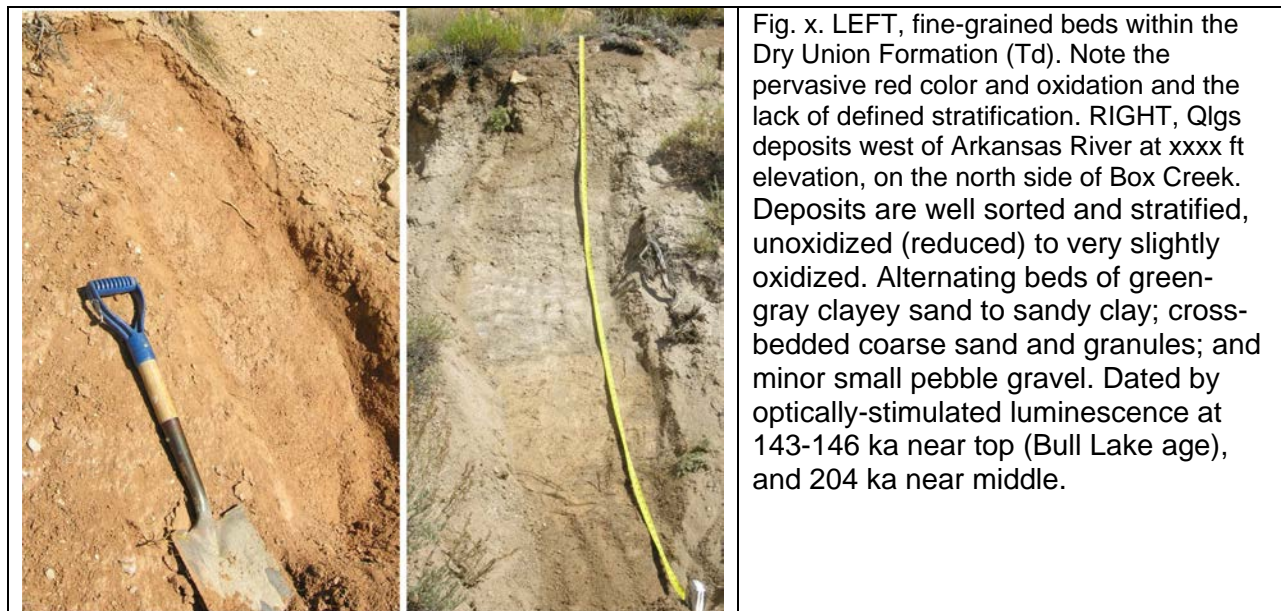 Fig. x. LEFT, fine-grained beds within the
Dry Union Formation (Td). Note the
pervasive red color and oxidation and the
lack of defined stratification. RIGHT, Qlgs
deposits west of Arkansas River at xxxx ft
elevation, on the north side of Box Creek.
Deposits are well sorted and stratified,
unoxidized (reduced) to very slightly
oxidized. Alternating beds of green-
gray clayey sand to sandy clay; cross-
bedded coarse sand and granules; and
minor small pebble gravel. Dated by
optically-stimulated luminescence at
143-146 ka near top (Bull Lake age),
and 204 ka near middle.